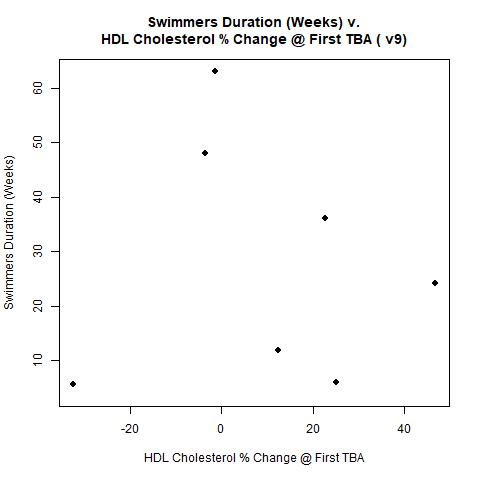 Swimmers Duration (Weeks) v.
HDL Cholesterol % Change @ First TBA ( v9)
Swimmers Duration (Weeks)
60
50
40
30
20
10
-20
0
20
40
HDL Cholesterol % Change @ First TBA